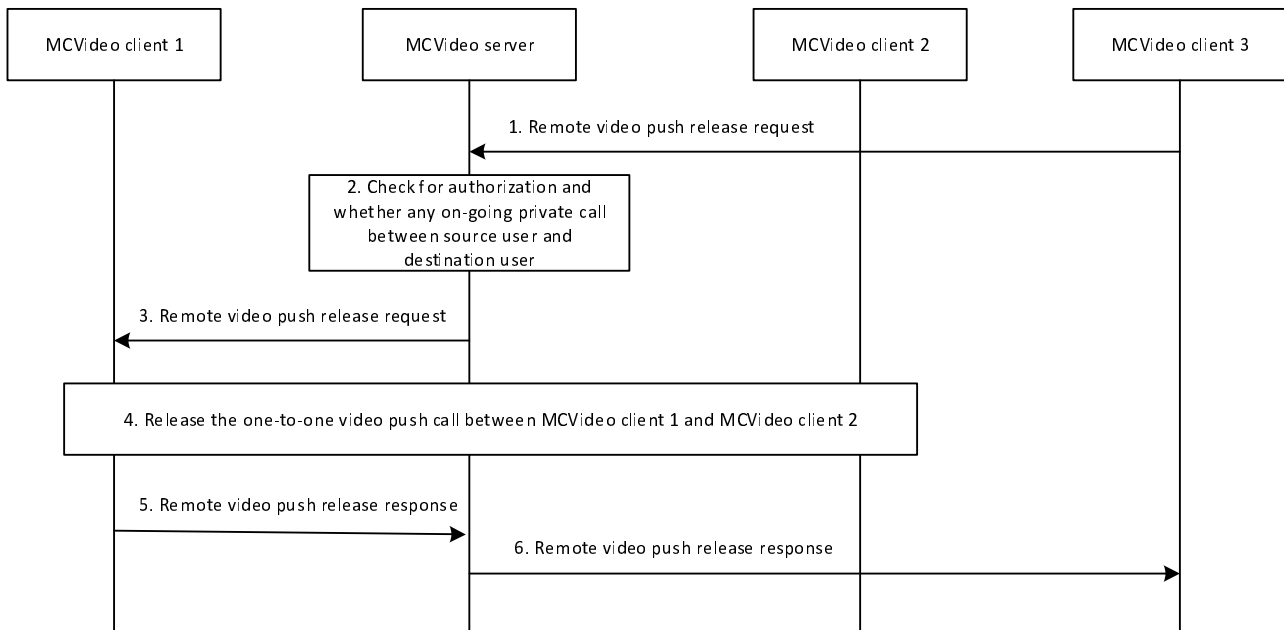 MCVideo client 1
MCVideo server
MCVideo client 2
MCVideo client 3
1. Remote video push release request
2. Check for authorization and
whether any on-going private call
between source user and
destination user
3. Remote video push release request
4. Release the one-to-one video push call between MCVideo client 1 and MCVideo client 2
5. Remote video push release response
6. Remote video push release response